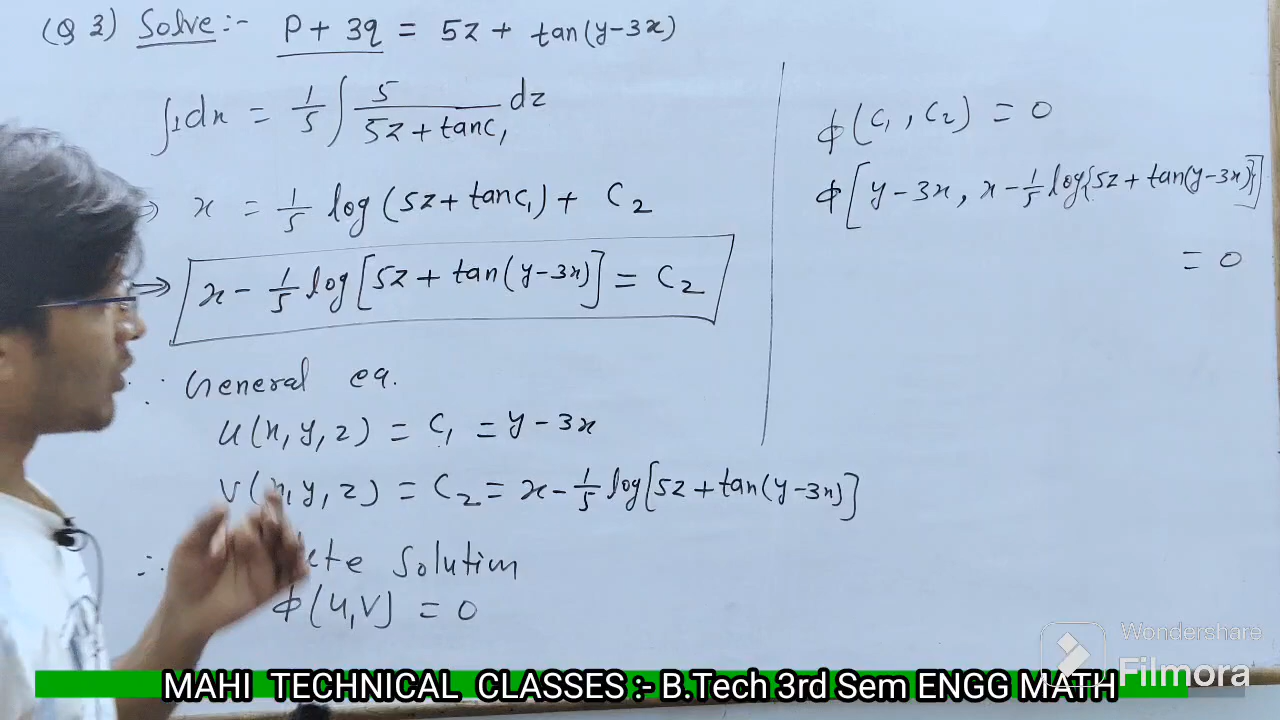 (Q 3) Solve :- P + 3q = 5z + tan(y-3x)
∫1dx = 1/5 ∫ 5/(5z + tanc₁) dz
⇒ x = 1/5 log(5z+tanc₁) + C₂
⇒ x - 1/5 log[5z + tan(y-3x)] = C₂
∴ General eq.
u(x, y, z) = C₁ = y - 3x
v(x, y, z) = C₂ = x - 1/5 log[5z + tan(y-3x)]
∴ Solution
ϕ(u, v) = 0
ϕ(C₁, C₂) = 0
ϕ[y - 3x, x - 1/5 log{5z + tan(y-3x)}]
= 0
Wondershare
Filmora
MAHI TECHNICAL CLASSES :- B.Tech 3rd Sem ENGG MATH